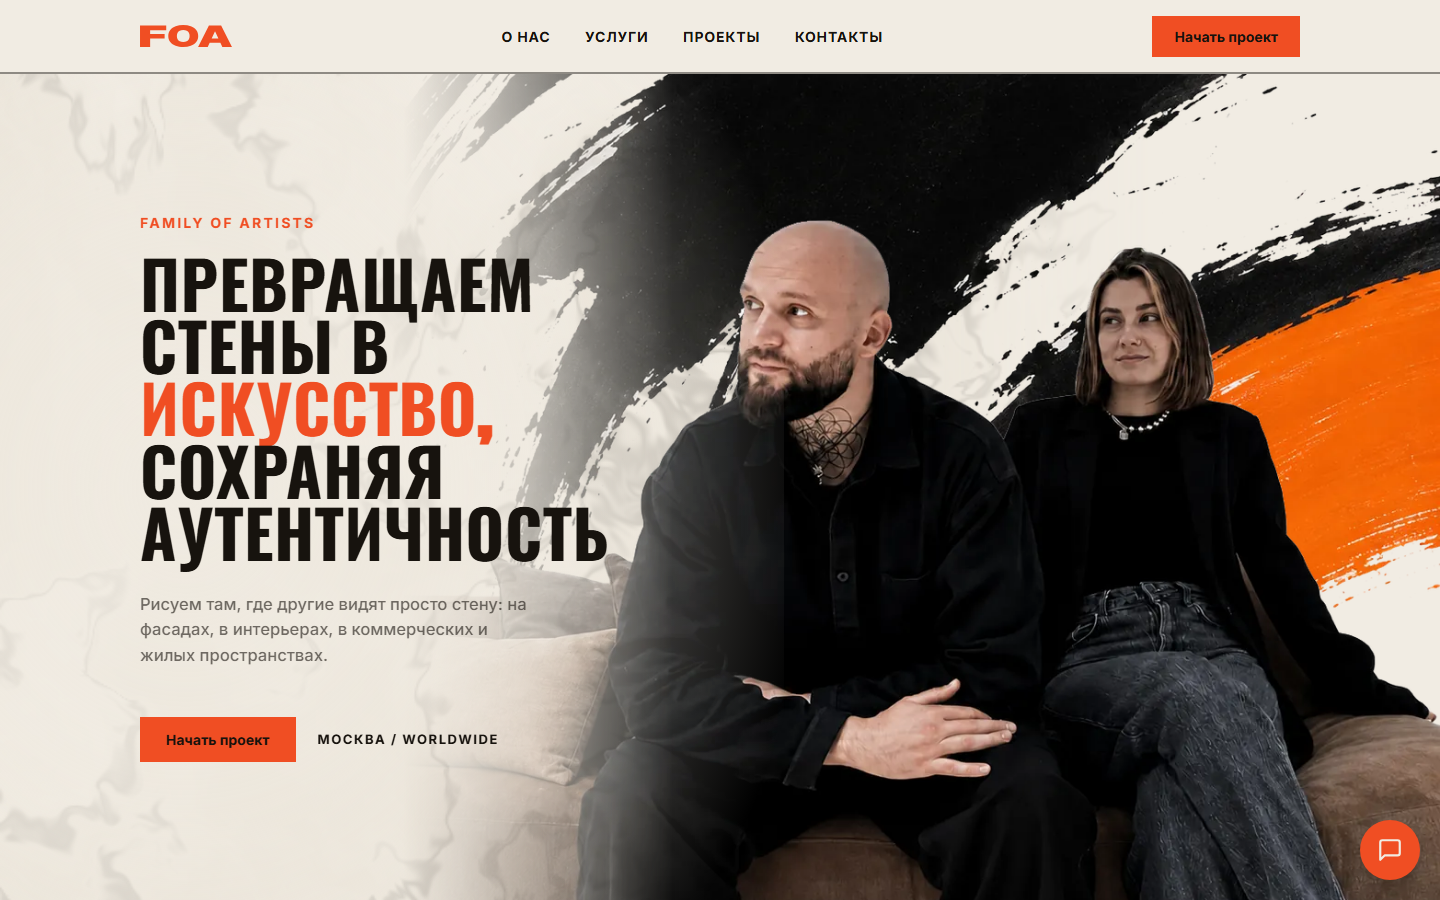 FOA
О НАС
УСЛУГИ
ПРОЕКТЫ
КОНТАКТЫ
Начать проект
FAMILY OF ARTISTS
ПРЕВРАЩАЕМ
СТЕНЫ В
ИСКУССТВО,
СОХРАНЯЯ
АУТЕНТИЧНОСТЬ
Рисуем там, где другие видят просто стену: на
фасадах, в интерьерах, в коммерческих и
жилых пространствах.
Начать проект
МОСКВА / WORLDWIDE